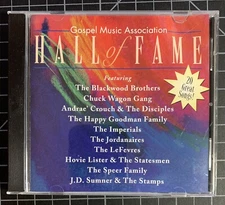 Gospel Music Association
HALL of FAME
Featuring
The Blackwood Brothers
Chuck Wagon Gang
Andrae' Crouch & The Disciples
The Happy Goodman Family
The Imperials
The Jordanaires
The LeFevres
Hovie Lister & The Statesmen
The Speer Family
J.D. Sumner & The Stamps
20
Great
Songs!